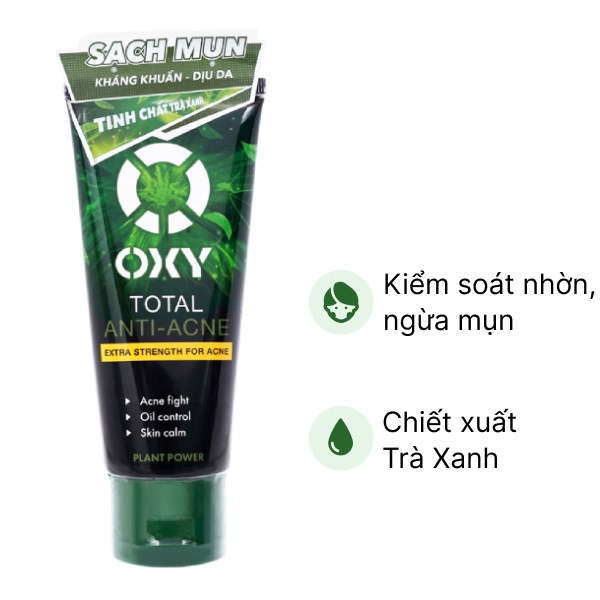 SẠCH MỤN
KHÁNG KHUẨN - DỊU DA
TINH CHẤT TRÀ XANH
OXY
TOTAL
ANTI-ACNE
EXTRA STRENGTH FOR ACNE
Acne fight
Oil control
Skin calm
PLANT POWER
Kiểm soát nhờn,
ngừa mụn
Chiết xuất
Trà Xanh